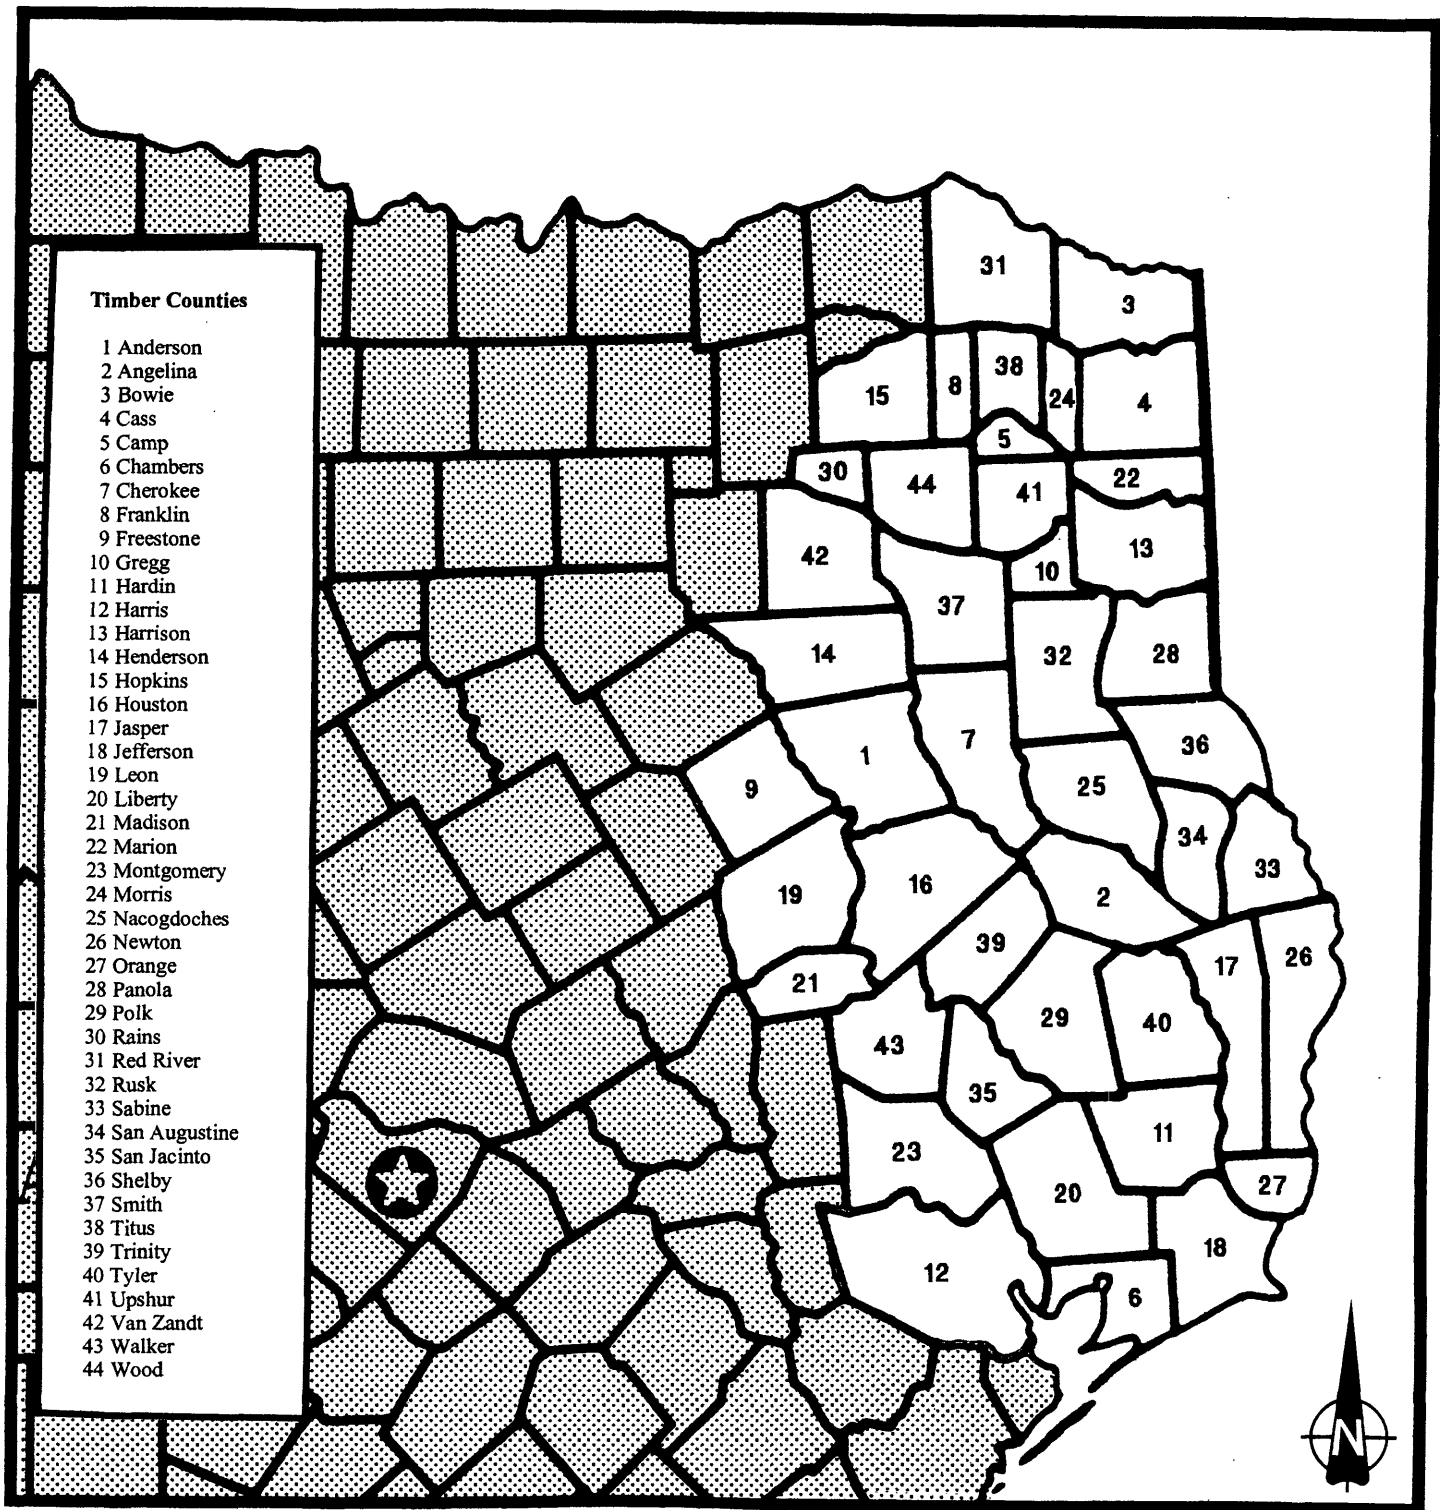 Timber Counties
1 Anderson
2 Angelina
3 Bowie
4 Cass
5 Camp
6 Chambers
7 Cherokee
8 Franklin
9 Freestone
10 Gregg
11 Hardin
12 Harris
13 Harrison
14 Henderson
15 Hopkins
16 Houston
17 Jasper
18 Jefferson
19 Leon
20 Liberty
21 Madison
22 Marion
23 Montgomery
24 Morris
25 Nacogdoches
26 Newton
27 Orange
28 Panola
29 Polk
30 Rains
31 Red River
32 Rusk
33 Sabine
34 San Augustine
35 San Jacinto
36 Shelby
37 Smith
38 Titus
39 Trinity
40 Tyler
41 Upshur
42 Van Zandt
43 Walker
44 Wood
31
3
38
15
8
24
4
5
30
44
41
22
42
10
13
37
14
32
28
1
7
36
9
25
34
33
19
16
2
39
17
26
21
43
29
40
35
23
11
20
27
12
18
6
N